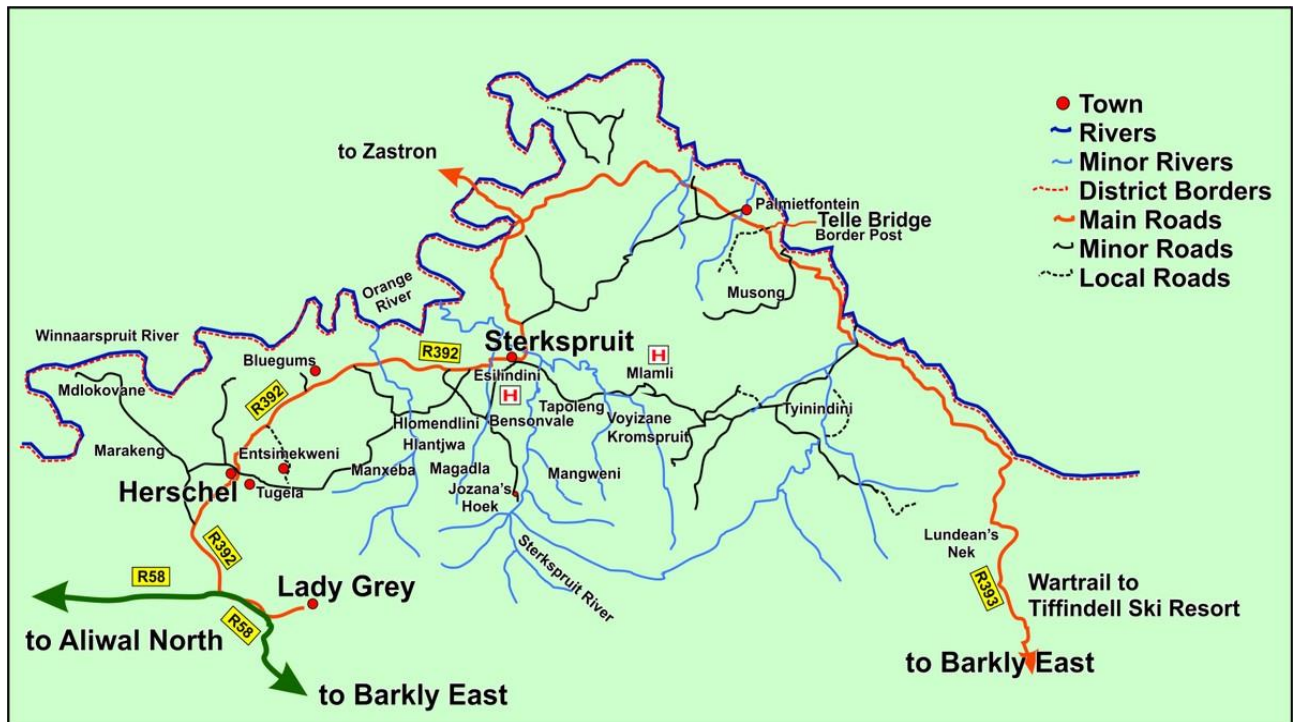 Town
Rivers
Minor Rivers
District Borders
Main Roads
Minor Roads
Local Roads
to Zastron
Palmietfontein
Telle Bridge
Border Post
Musong
Orange
River
Winnaarspruit River
Bluegums
R392
Sterkspruit
H
Mlamli
Mdlokovane
R392
Esilindini
H
Bensonvale
Tapoleng
Voyizane
Kromspruit
Tyinindini
Hlomendlini
Hlantjwa
Marakeng
Entsimekweni
Manxeba
Magadla
Mangweni
Herschel
Tugela
Jozana's
Hoek
Sterkspruit River
Lundean's
Nek
R392
R58
Lady Grey
R58
R393
Wartrail to
Tiffindell Ski Resort
to Aliwal North
to Barkly East
to Barkly East